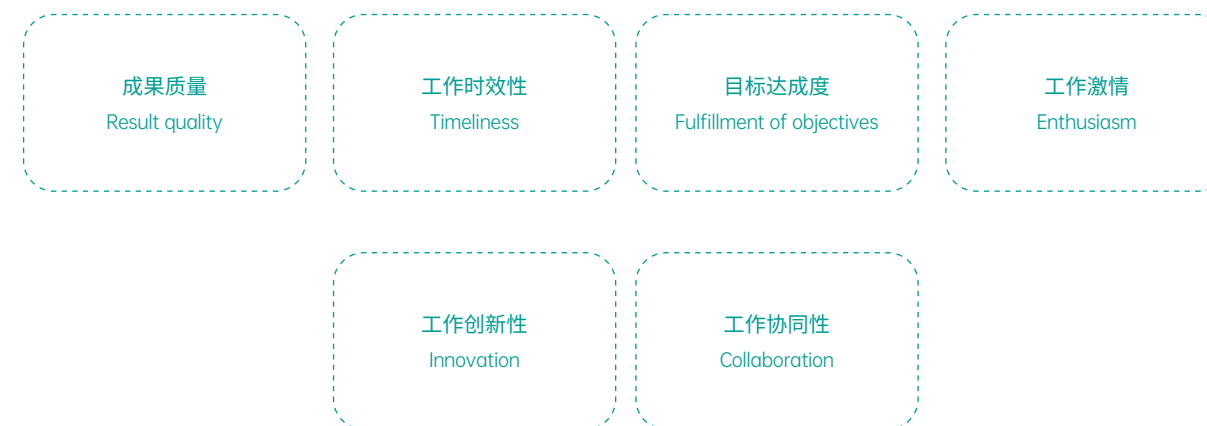 成果质量
Result quality
工作时效性
Timeliness
目标达成度
Fulfillment of objectives
工作激情
Enthusiasm
工作创新性
Innovation
工作协同性
Collaboration